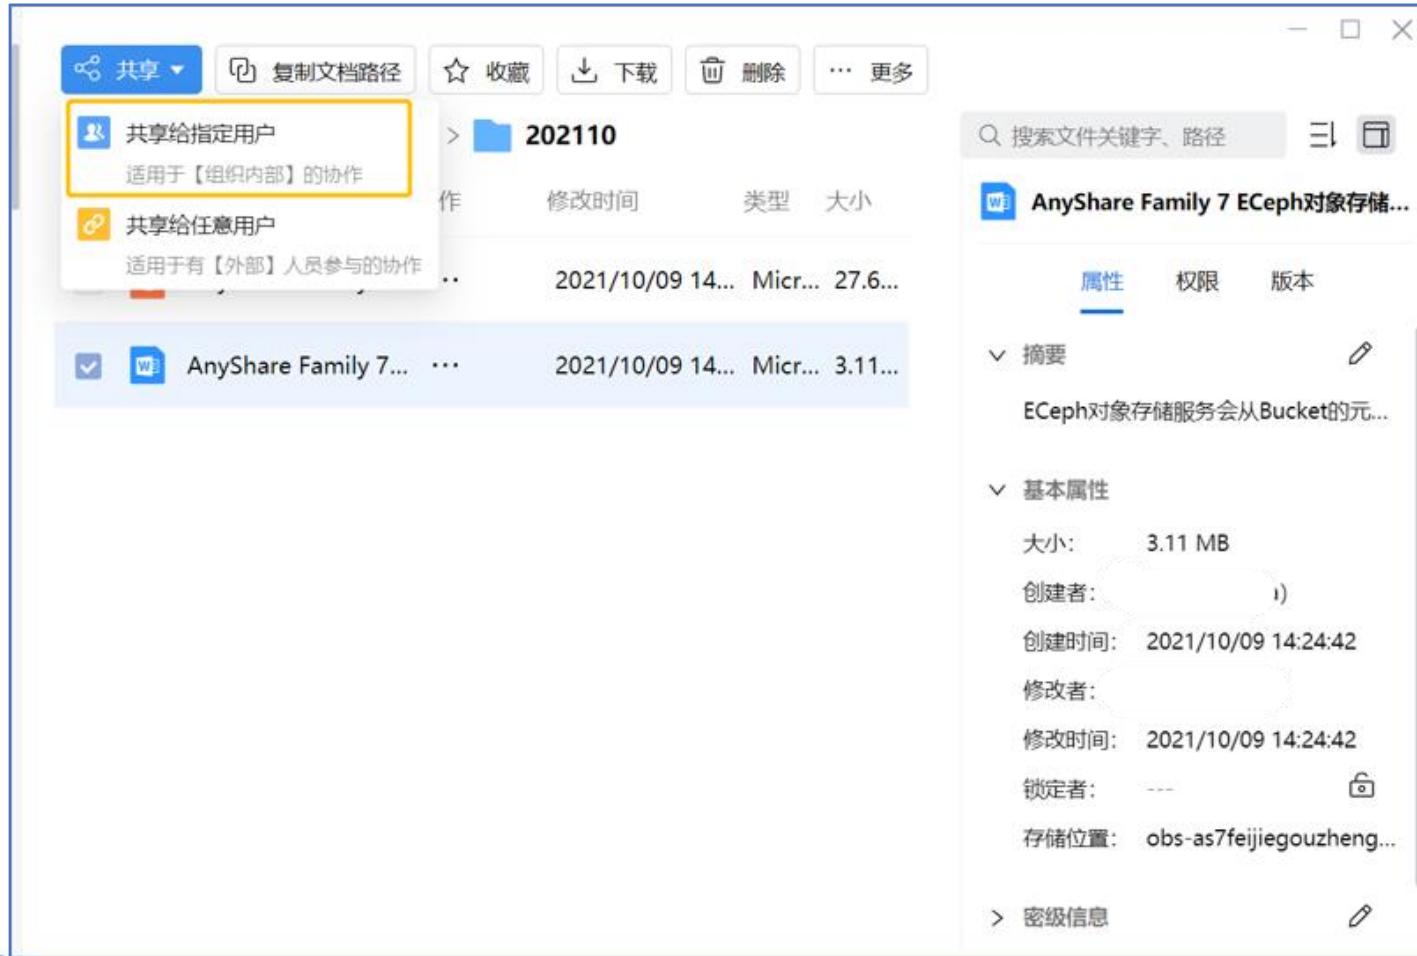 共享 复制文档路径 收藏 下载 删除 ··· 更多
共享给指定用户
适用于【组织内部】的协作
共享给任意用户
适用于有【外部】人员参与的协作
> 202110
作 修改时间 类型 大小
·· 2021/10/09 14... Micr... 27.6...
AnyShare Family 7... ··· 2021/10/09 14... Micr... 3.11...
搜索文件关键字、路径
AnyShare Family 7 ECeph对象存储...
属性 权限 版本
摘要
ECeph对象存储服务会从Bucket的元...
基本属性
大小: 3.11 MB
创建者: )
创建时间: 2021/10/09 14:24:42
修改者:
修改时间: 2021/10/09 14:24:42
锁定者: ---
存储位置: obs-as7feijiegouzheng...
密级信息